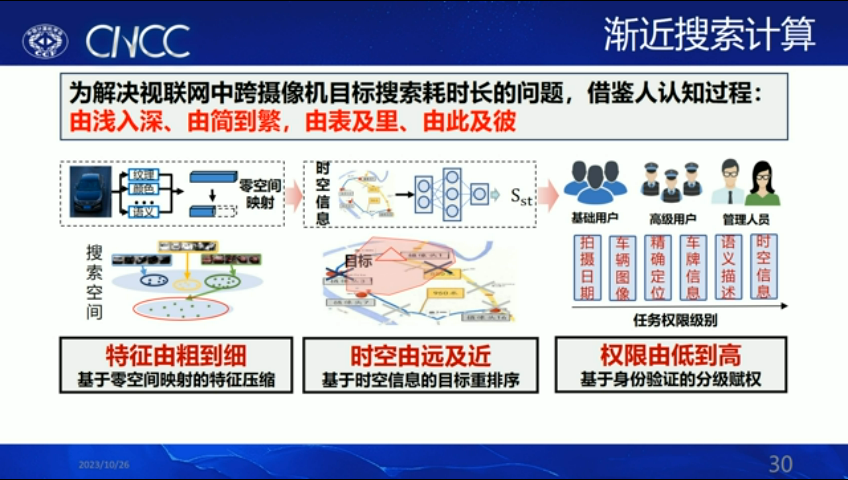 CNCC
渐近搜索计算
为解决视联网中跨摄像机目标搜索耗时长的问题，借鉴人认知过程：
由浅入深、由简到繁，由表及里、由此及彼
纹理
颜色
语义
零空间
映射
时空信息
Sst
基础用户
高级用户
管理人员
搜索空间
目标
拍摄日期
车辆图像
精确定位
车牌信息
语义描述
时空信息
任务权限级别
特征由粗到细
基于零空间映射的特征压缩
时空由远及近
基于时空信息的目标重排序
权限由低到高
基于身份验证的分级赋权
2023/10/26
30